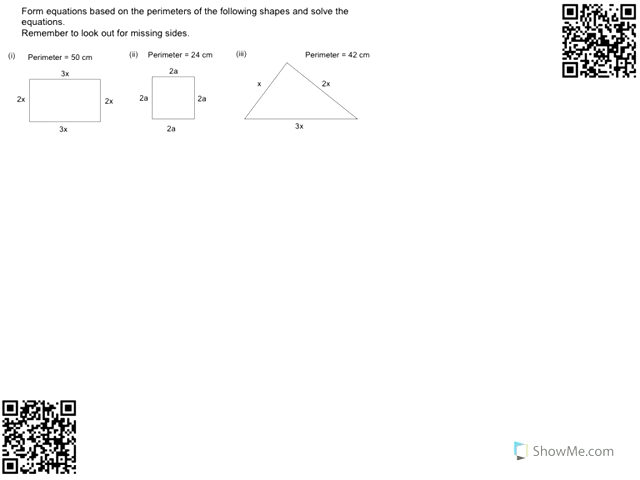 Form equations based on the perimeters of the following shapes and solve the
equations.
Remember to look out for missing sides.
(i) Perimeter = 50 cm
3x
2x
2x
3x
(ii) Perimeter = 24 cm
2a
2a
2a
2a
(iii) Perimeter = 42 cm
x
2x
3x
ShowMe.com